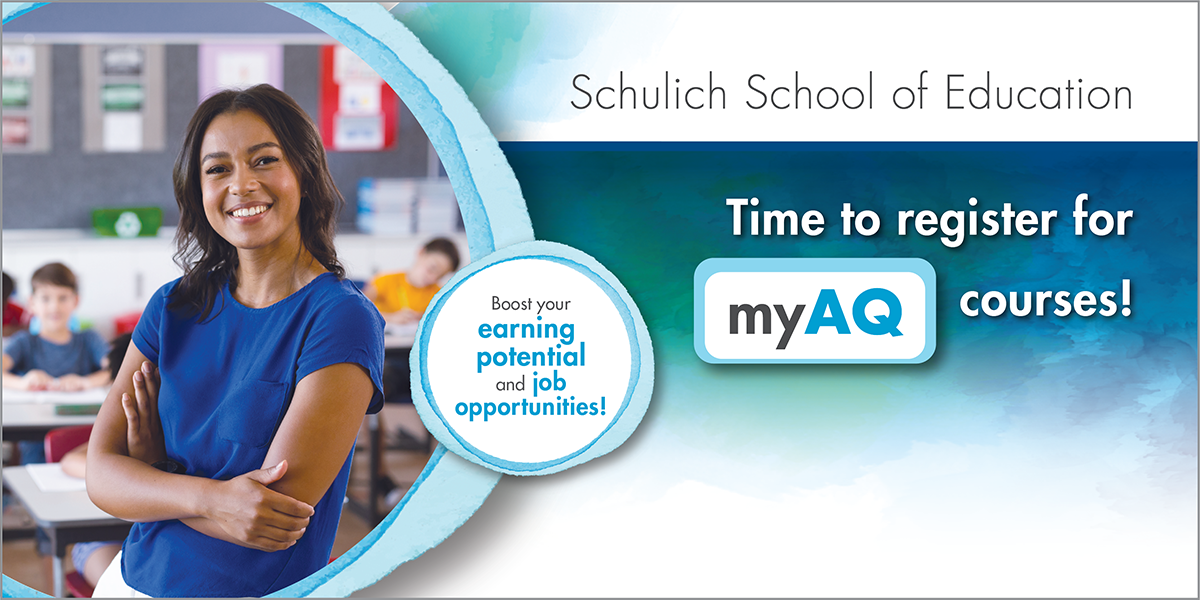 Schulich School of Education
Time to register for
myAQ courses!
Boost your
earning
potential
and job
opportunities!